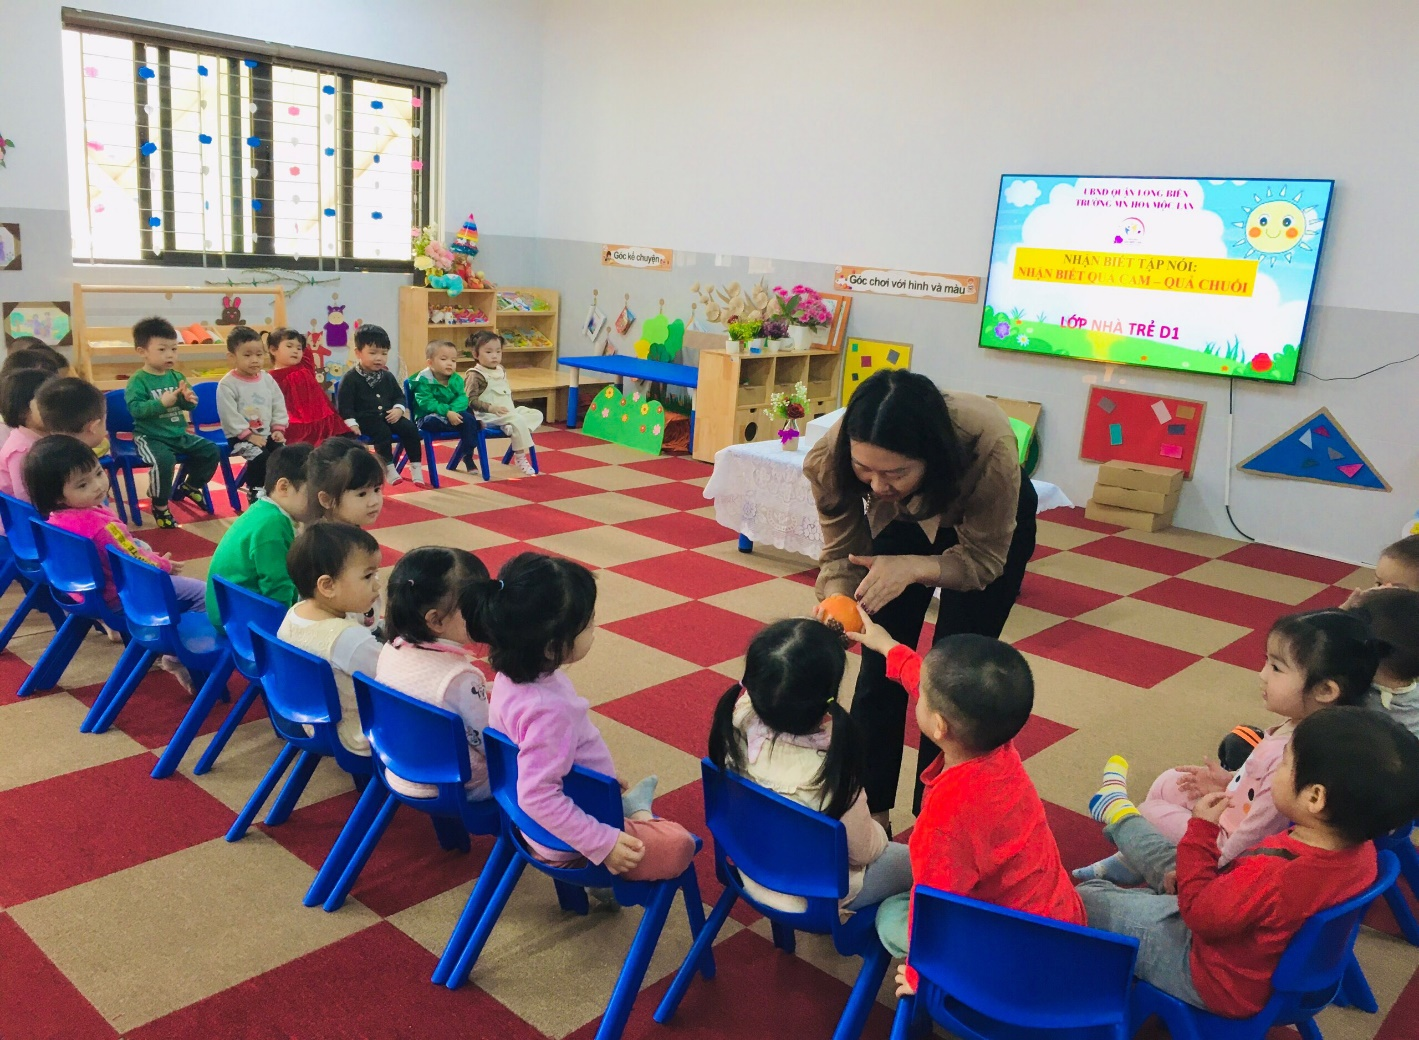 UBND QUẬN LONG BIÊN
TRƯỜNG MN HOA MỘC LAN
NHẬN BIẾT TẬP NÓI:
NHẬN BIẾT QUẢ CAM – QUẢ CHUỐI
LỚP NHÀ TRẺ D1
Góc kể chuyện
Góc chơi với hình và màu